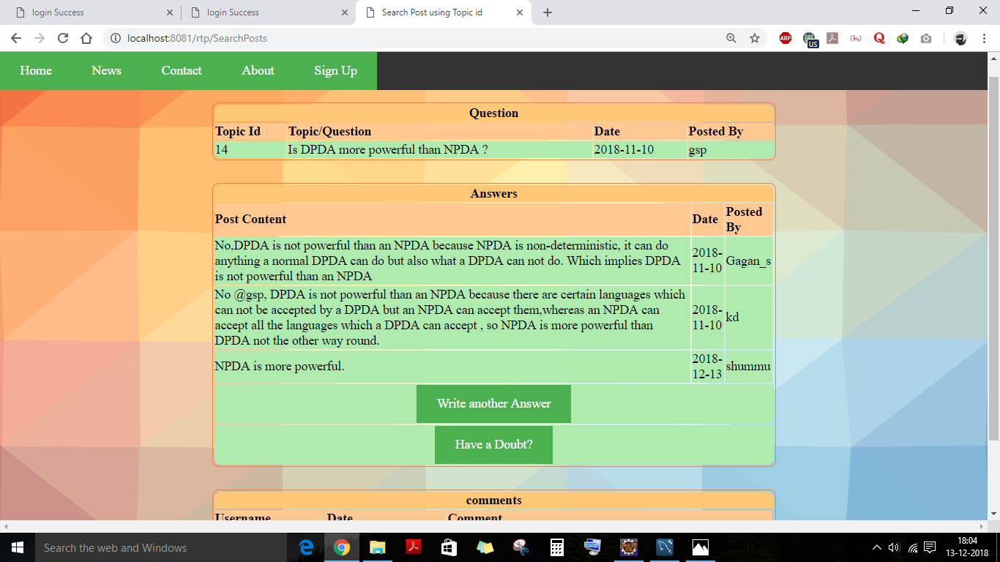 login Success
login Success
Search Post using Topic id
localhost:8081/rtp/SearchPosts
ABP
US
Home News Contact About Sign Up
Question
Topic Id Topic/Question Date Posted By
14 Is DPDA more powerful than NPDA ? 2018-11-10 gsp
Answers
Post Content Date Posted By
No,DPDA is not powerful than an NPDA because NPDA is non-deterministic, it can do
anything a normal DPDA can do but also what a DPDA can not do. Which implies DPDA
is not powerful than an NPDA
2018-
11-10
Gagan_s
No @gsp, DPDA is not powerful than an NPDA because there are certain languages which
can not be accepted by a DPDA but an NPDA can accept them,whereas an NPDA can
accept all the languages which a DPDA can accept , so NPDA is more powerful than
DPDA not the other way round.
2018-
11-10
kd
NPDA is more powerful.
2018-
12-13
shummu
Write another Answer
Have a Doubt?
comments
Username Date Comment
Search the web and Windows
18:04
13-12-2018